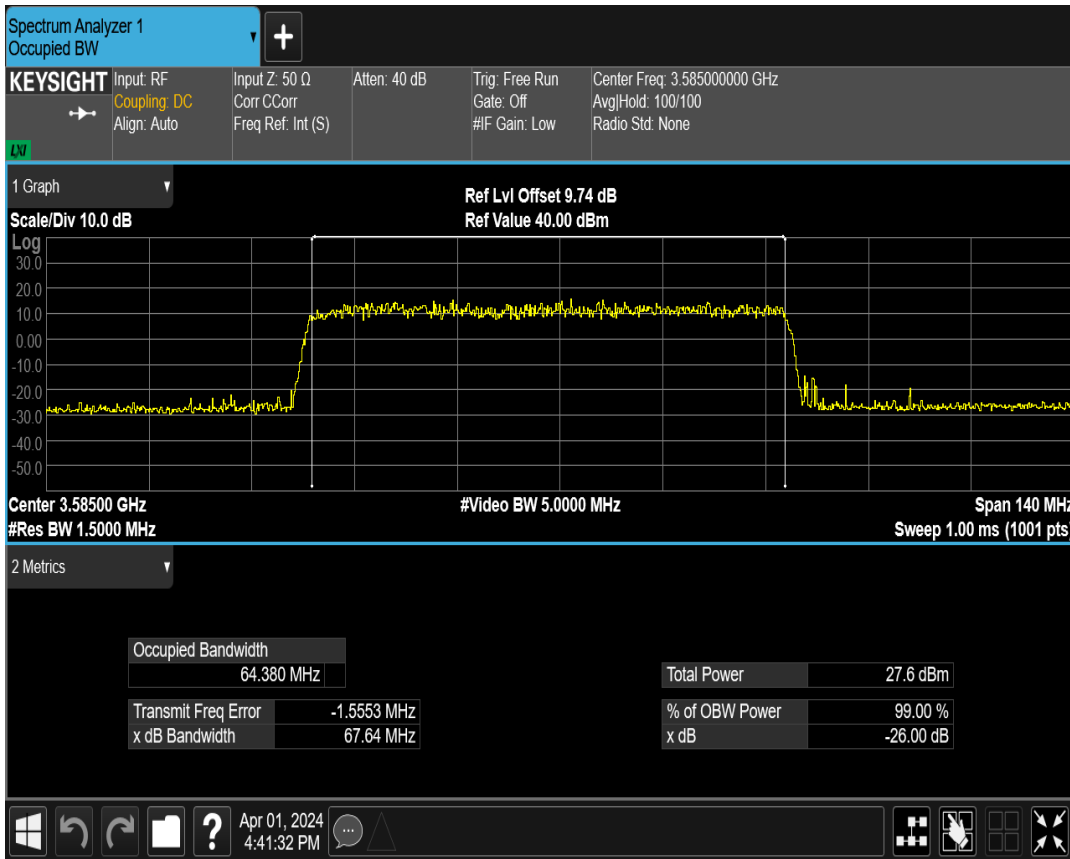 Spectrum Analyzer 1
Occupied BW
KEYSIGHT
LXI
Input: RF
Coupling: DC
Align: Auto
Input Z: 50 Ω
Corr CCorr
Freq Ref: Int (S)
Atten: 40 dB
Trig: Free Run
Gate: Off
#IF Gain: Low
Center Freq: 3.585000000 GHz
Avg|Hold: 100/100
Radio Std: None
1 Graph
Scale/Div 10.0 dB
Ref Lvl Offset 9.74 dB
Ref Value 40.00 dBm
Log
30.0
20.0
10.0
0.00
-10.0
-20.0
-30.0
-40.0
-50.0
Center 3.58500 GHz
#Res BW 1.5000 MHz
#Video BW 5.0000 MHz
Span 140 MHz
Sweep 1.00 ms (1001 pts)
2 Metrics
Occupied Bandwidth
64.380 MHz
Transmit Freq Error -1.5553 MHz
x dB Bandwidth 67.64 MHz
Total Power 27.6 dBm
% of OBW Power 99.00 %
x dB -26.00 dB
Apr 01, 2024
4:41:32 PM